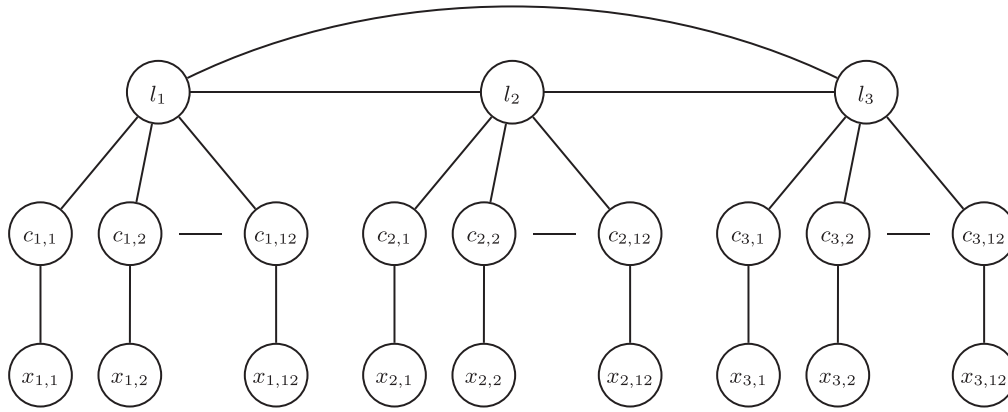 l₁ l₂ l₃
c₁,₁ c₁,₂ c₁,₁₂ c₂,₁ c₂,₂ c₂,₁₂ c₃,₁ c₃,₂ c₃,₁₂
x₁,₁ x₁,₂ x₁,₁₂ x₂,₁ x₂,₂ x₂,₁₂ x₃,₁ x₃,₂ x₃,₁₂